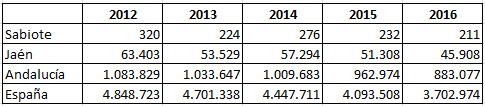 2012 2013 2014 2015 2016
Sabiote 320 224 276 232 211
Jaén 63.403 53.529 57.294 51.308 45.908
Andalucía 1.083.829 1.033.647 1.009.683 962.974 883.077
España 4.848.723 4.701.338 4.447.711 4.093.508 3.702.974